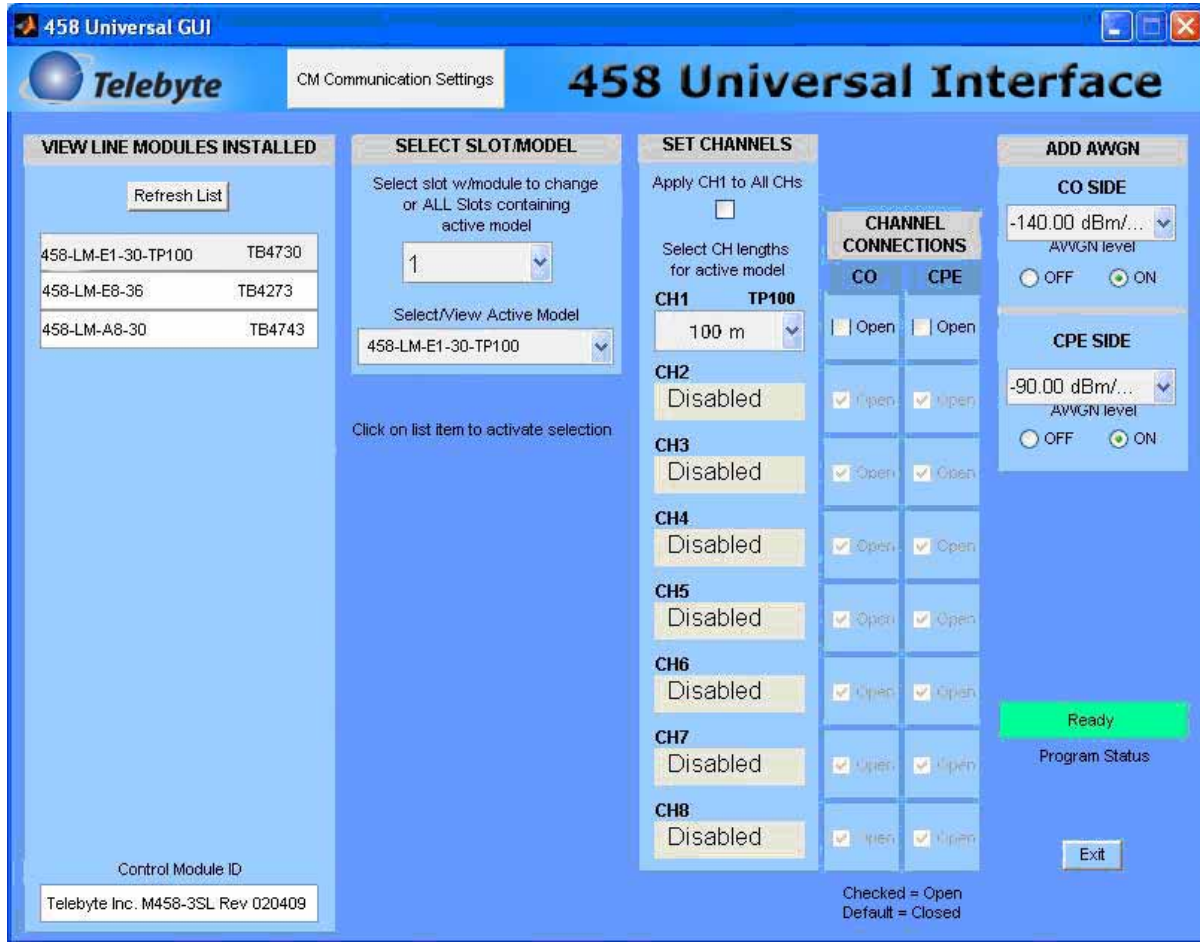 458 Universal GUI
Telebyte
CM Communication Settings
458 Universal Interface
VIEW LINE MODULES INSTALLED
Refresh List
458-LM-E1-30-TP100 TB4730
458-LM-E8-36 TB4273
458-LM-A8-30 TB4743
Control Module ID
Telebyte Inc. M458-3SL Rev 020409
SELECT SLOT/MODEL
Select slot w/module to change
or ALL Slots containing
active model
1
Select/View Active Model
458-LM-E1-30-TP100
Click on list item to activate selection
SET CHANNELS
Apply CH1 to All CHs
Select CH lengths
for active model
CH1 TP100
100 m
CH2
Disabled
CH3
Disabled
CH4
Disabled
CH5
Disabled
CH6
Disabled
CH7
Disabled
CH8
Disabled
CHANNEL
CONNECTIONS
CO CPE
Open Open
Open Open
Open Open
Open Open
Open Open
Open Open
Open Open
Open Open
Checked = Open
Default = Closed
ADD AWGN
CO SIDE
-140.00 dBm/...
AWGN level
OFF ON
CPE SIDE
-90.00 dBm/...
AWGN level
OFF ON
Ready
Program Status
Exit